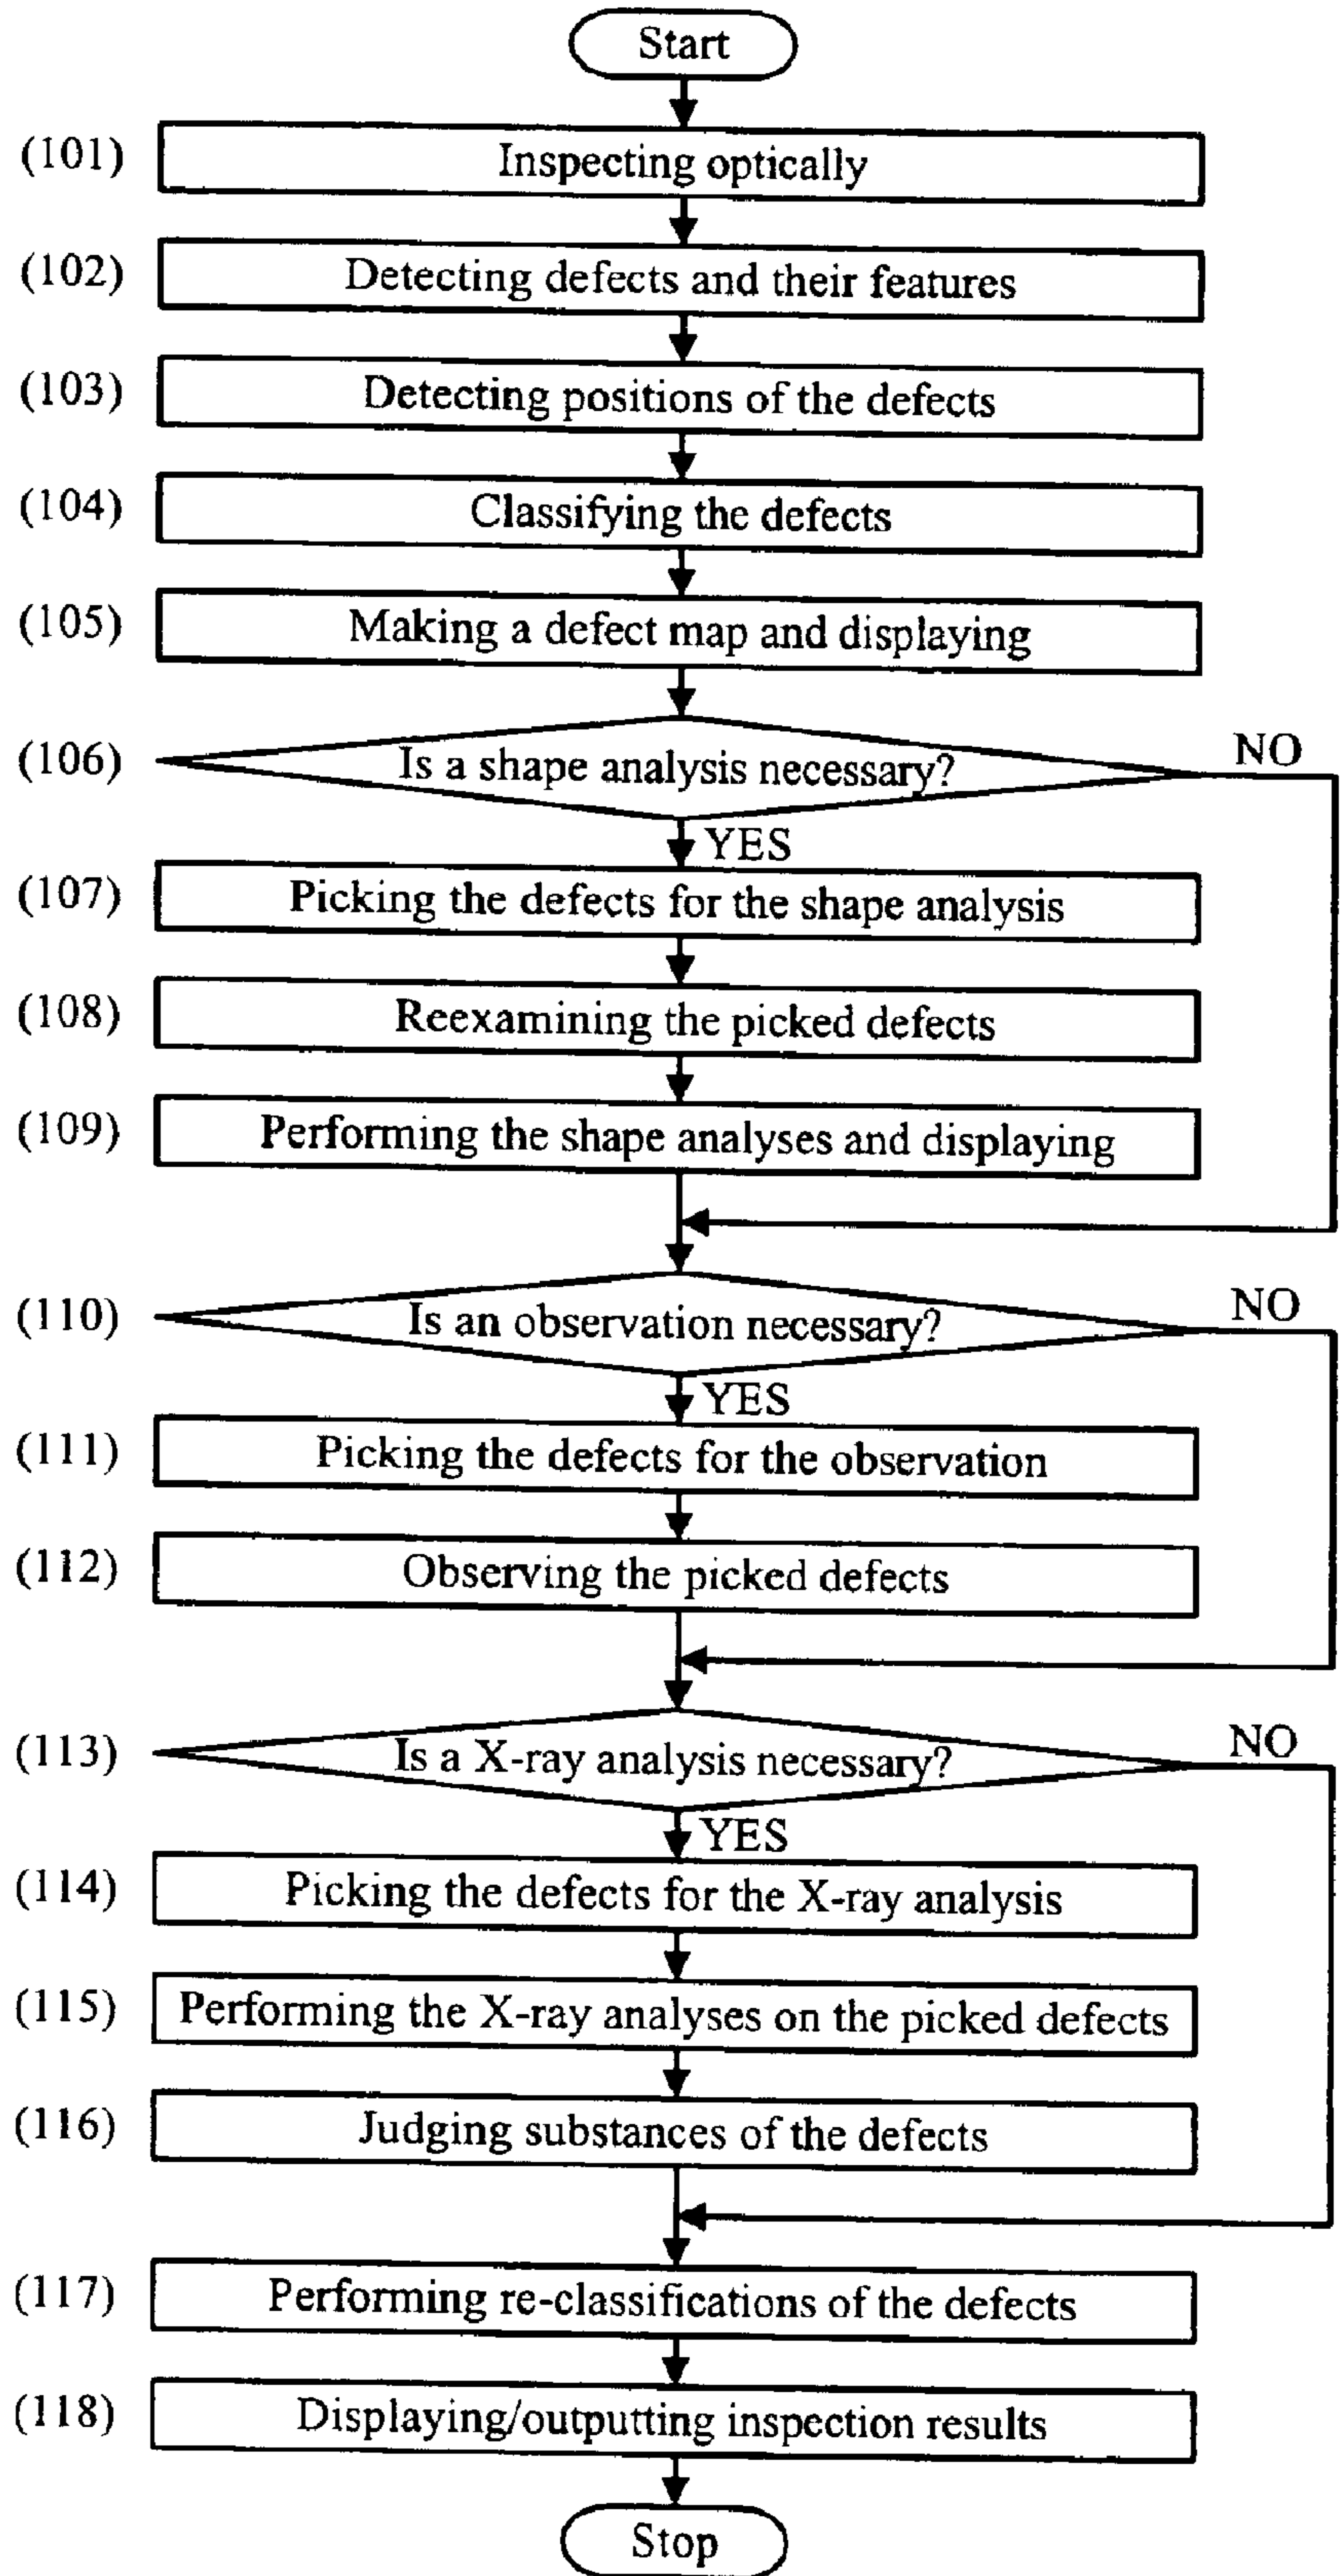 Start
(101) Inspecting optically
(102) Detecting defects and their features
(103) Detecting positions of the defects
(104) Classifying the defects
(105) Making a defect map and displaying
(106) Is a shape analysis necessary? NO
YES
(107) Picking the defects for the shape analysis
(108) Reexamining the picked defects
(109) Performing the shape analyses and displaying
(110) Is an observation necessary? NO
YES
(111) Picking the defects for the observation
(112) Observing the picked defects
(113) Is a X-ray analysis necessary? NO
YES
(114) Picking the defects for the X-ray analysis
(115) Performing the X-ray analyses on the picked defects
(116) Judging substances of the defects
(117) Performing re-classifications of the defects
(118) Displaying/outputting inspection results
Stop